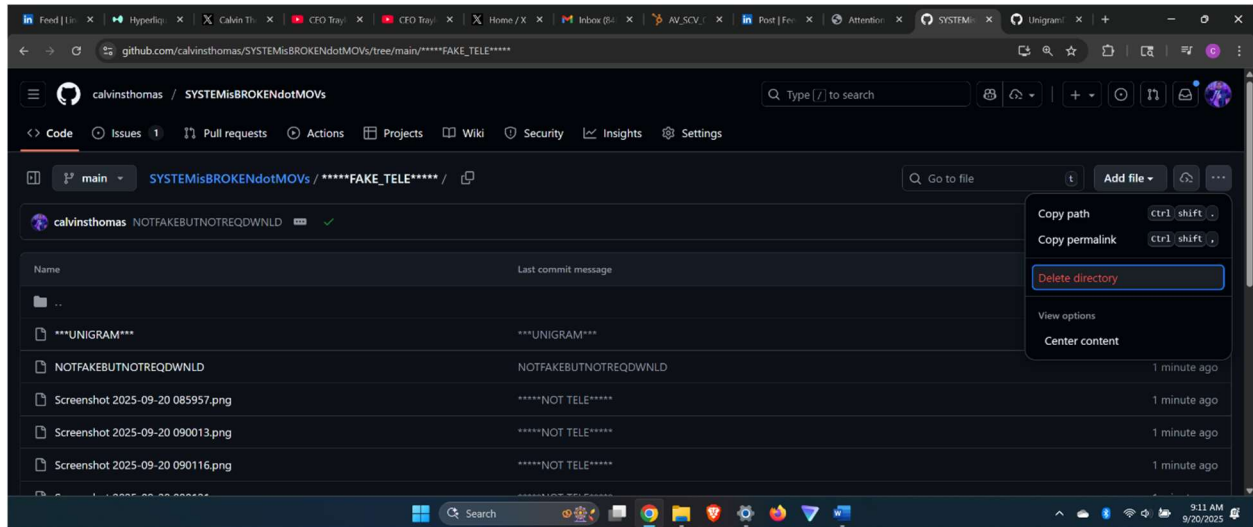 Feed | Lin
Hyperliqu
Calvin Th
CEO Trayl
CEO Trayl
Home / X
Inbox (84
AV_SCV_C
Post | Fee
Attention
SYSTEMis
Unigram
github.com/calvinsthomas/SYSTEMisBROKENdotMOVs/tree/main/*****FAKE_TELE*****
calvinsthomas / SYSTEMisBROKENdotMOVs
Type / to search
Code
Issues 1
Pull requests
Actions
Projects
Wiki
Security
Insights
Settings
main
SYSTEMisBROKENdotMOVs / *****FAKE_TELE***** /
Go to file t
Add file
calvinsthomas NOTFAKEBUTNOTREQDWNLD
Copy path Ctrl shift .
Copy permalink Ctrl shift ,
Delete directory
View options
Center content
Name Last commit message
..
***UNIGRAM*** ***UNIGRAM***
NOTFAKEBUTNOTREQDWNLD NOTFAKEBUTNOTREQDWNLD 1 minute ago
Screenshot 2025-09-20 085957.png *****NOT TELE***** 1 minute ago
Screenshot 2025-09-20 090013.png *****NOT TELE***** 1 minute ago
Screenshot 2025-09-20 090116.png *****NOT TELE***** 1 minute ago
Search
9:11 AM
9/20/2025